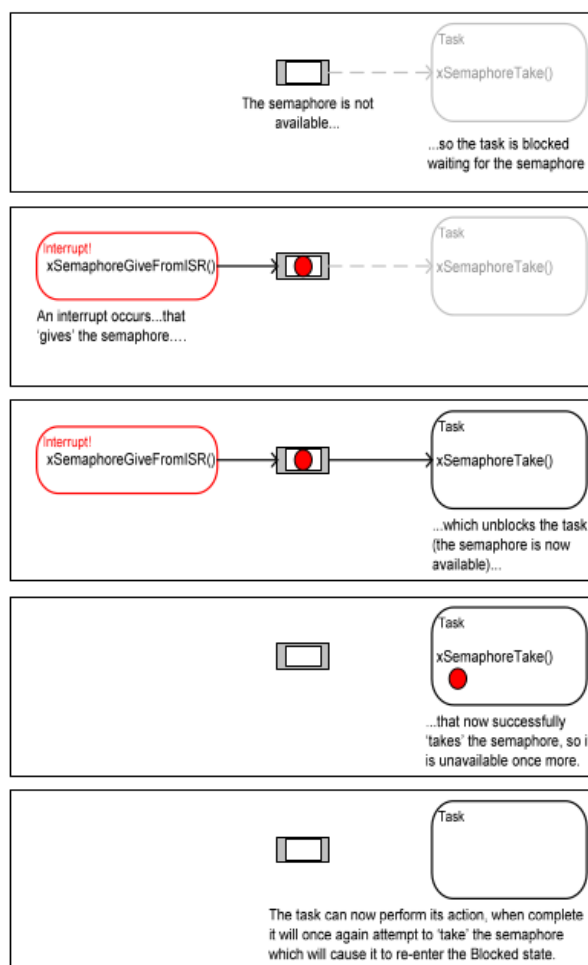 Task
xSemaphoreTake()
The semaphore is not
available...
...so the task is blocked
waiting for the semaphore
Interrupt!
xSemaphoreGiveFromISR()
Task
xSemaphoreTake()
An interrupt occurs...that
'gives' the semaphore....
Interrupt!
xSemaphoreGiveFromISR()
Task
xSemaphoreTake()
...which unblocks the task
(the semaphore is now
available)...
Task
xSemaphoreTake()
...that now successfully
'takes' the semaphore, so i
is unavailable once more.
Task
The task can now perform its action, when complete
it will once again attempt to 'take' the semaphore
which will cause it to re-enter the Blocked state.